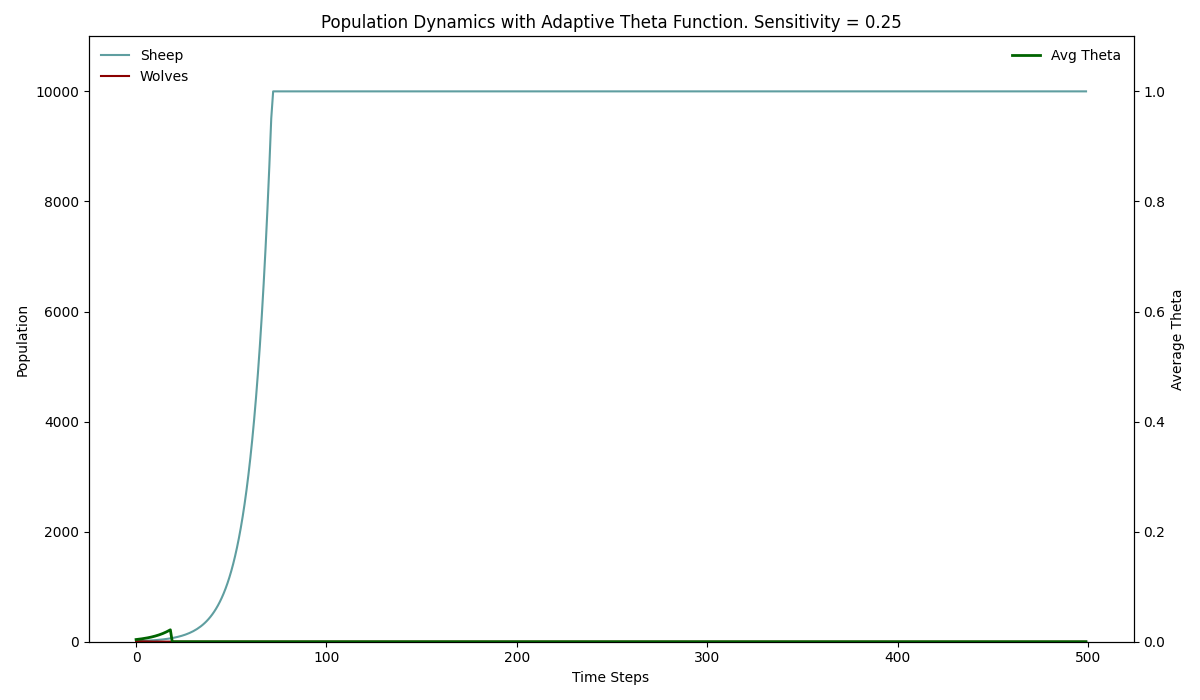 Population Dynamics with Adaptive Theta Function. Sensitivity = 0.25
Sheep
Wolves
Avg Theta
10000
8000
6000
4000
2000
0
Population
1.0
0.8
0.6
0.4
0.2
0.0
Average Theta
0 100 200 300 400 500
Time Steps